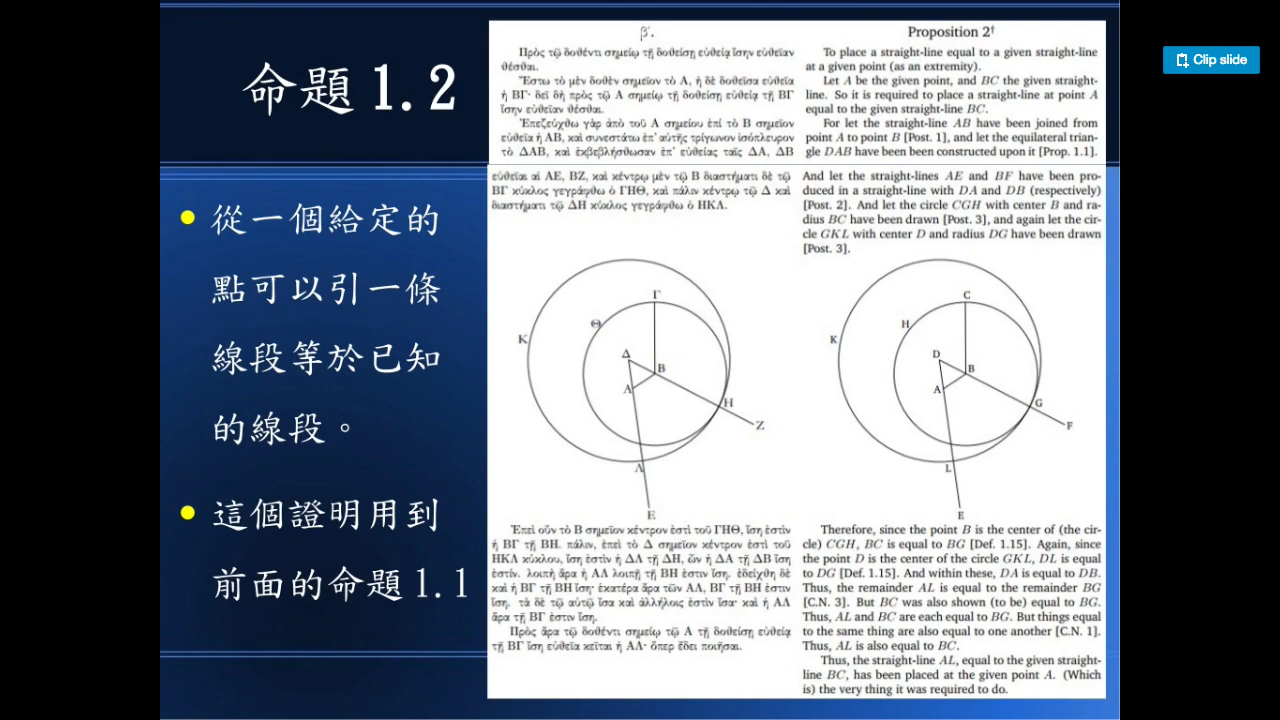 Clip slide
命題 1.2
從一個給定的
點可以引一條
線段等於已知
的線段。
這個證明用到
前面的命題 1.1
βʹ.
Πρὸς τῷ δοθέντι σημείῳ τῇ δοθείσῃ εὐθείᾳ ἴσην εὐθεῖαν
θέσθαι.
Ἔστω τὸ μὲν δοθὲν σημεῖον τὸ Α, ἡ δὲ δοθεῖσα εὐθεῖα
ἡ ΒΓ· δεῖ δὴ πρὸς τῷ Α σημείῳ τῇ δοθείσῃ εὐθείᾳ τῇ ΒΓ
ἴσην εὐθεῖαν θέσθαι.
Ἐπεζεύχθω γὰρ ἀπὸ τοῦ Α σημείου ἐπί τὸ Β σημεῖον
εὐθεῖα ἡ ΑΒ, καὶ συνεστάτω ἐπ᾿ αὐτῆς τρίγωνον ἰσόπλευρον
τὸ ΔΑΒ, καὶ ἐκβεβλήσθωσαν ἐπ᾿ εὐθείας ταῖς ΔΑ, ΔΒ
εὐθεῖαι αἱ ΑΕ, ΒΖ, καὶ κέντρῳ μὲν τῷ Β διαστήματι δὲ τῷ
ΒΓ κύκλος γεγράφθω ὁ ΓΗΘ, καὶ πάλιν κέντρῳ τῷ Δ καὶ
διαστήματι τῷ ΔΗ κύκλος γεγράφθω ὁ ΗΚΛ.
Γ
Θ
Κ
Δ
Β
Α
Η
Ζ
Λ
Ε
Ἐπεὶ οὖν τὸ Β σημεῖον κέντρον ἐστὶ τοῦ ΓΗΘ, ἴση ἐστὶν
ἡ ΒΓ τῇ ΒΗ. πάλιν, ἐπεὶ τὸ Δ σημεῖον κέντρον ἐστὶ τοῦ
ΗΚΛ κύκλου, ἴση ἐστὶν ἡ ΔΛ τῇ ΔΗ, ὧν ἡ ΔΑ τῇ ΔΒ ἴση
ἐστίν. λοιπὴ ἄρα ἡ ΑΛ λοιπῇ τῇ ΒΗ ἐστιν ἴση. ἐδείχθη δὲ
καὶ ἡ ΒΓ τῇ ΒΗ ἴση· ἑκατέρα ἄρα τῶν ΑΛ, ΒΓ τῇ ΒΗ ἐστιν
ἴση. τὰ δὲ τῷ αὐτῷ ἴσα καὶ ἀλλήλοις ἐστὶν ἴσα· καὶ ἡ ΑΛ
ἄρα τῇ ΒΓ ἐστιν ἴση.
Πρὸς ἄρα τῷ δοθέντι σημείῳ τῷ Α τῇ δοθείσῃ εὐθείᾳ
τῇ ΒΓ ἴση εὐθεῖα κεῖται ἡ ΑΛ· ὅπερ ἔδει ποιῆσαι.
Proposition 2†
To place a straight-line equal to a given straight-line
at a given point (as an extremity).
Let A be the given point, and BC the given straight-
line. So it is required to place a straight-line at point A
equal to the given straight-line BC.
For let the straight-line AB have been joined from
point A to point B [Post. 1], and let the equilateral trian-
gle DAB have been been constructed upon it [Prop. 1.1].
And let the straight-lines AE and BF have been pro-
duced in a straight-line with DA and DB (respectively)
[Post. 2]. And let the circle CGH with center B and ra-
dius BC have been drawn [Post. 3], and again let the cir-
cle GKL with center D and radius DG have been drawn
[Post. 3].
C
H
K
D
B
A
G
F
L
E
Therefore, since the point B is the center of (the cir-
cle) CGH, BC is equal to BG [Def. 1.15]. Again, since
the point D is the center of the circle GKL, DL is equal
to DG [Def. 1.15]. And within these, DA is equal to DB.
Thus, the remainder AL is equal to the remainder BG
[C.N. 3]. But BC was also shown (to be) equal to BG.
Thus, AL and BC are each equal to BG. But things equal
to the same thing are also equal to one another [C.N. 1].
Thus, AL is also equal to BC.
Thus, the straight-line AL, equal to the given straight-
line BC, has been placed at the given point A. (Which
is) the very thing it was required to do.